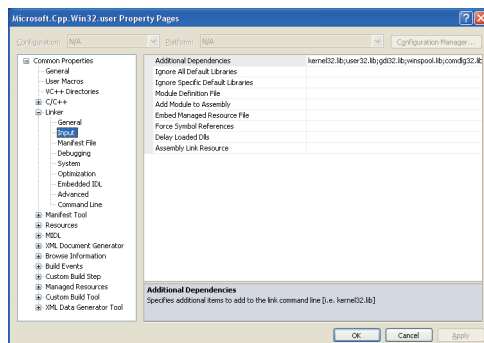 Microsoft.Cpp.Win32.user Property Pages
Configuration: N/A Platform: N/A Configuration Manager...
Common Properties
General
User Macros
VC++ Directories
C/C++
Linker
General
Input
Manifest File
Debugging
System
Optimization
Embedded IDL
Advanced
Command Line
Manifest Tool
Resources
MIDL
XML Document Generator
Browse Information
Build Events
Custom Build Step
Managed Resources
Custom Build Tool
XML Data Generator Tool
Additional Dependencies kernel32.lib;user32.lib;gdi32.lib;winspool.lib;comdlg32.lib
Ignore All Default Libraries
Ignore Specific Default Libraries
Module Definition File
Add Module to Assembly
Embed Managed Resource File
Force Symbol References
Delay Loaded Dlls
Assembly Link Resource
Additional Dependencies
Specifies additional items to add to the link command line [i.e. kernel32.lib]
OK Cancel Apply